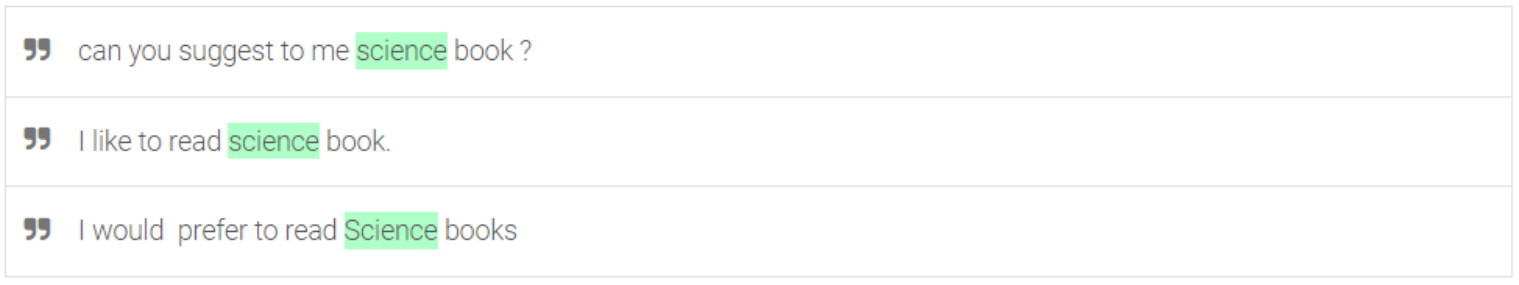 can you suggest to me science book ?
I like to read science book.
I would  prefer to read Science books